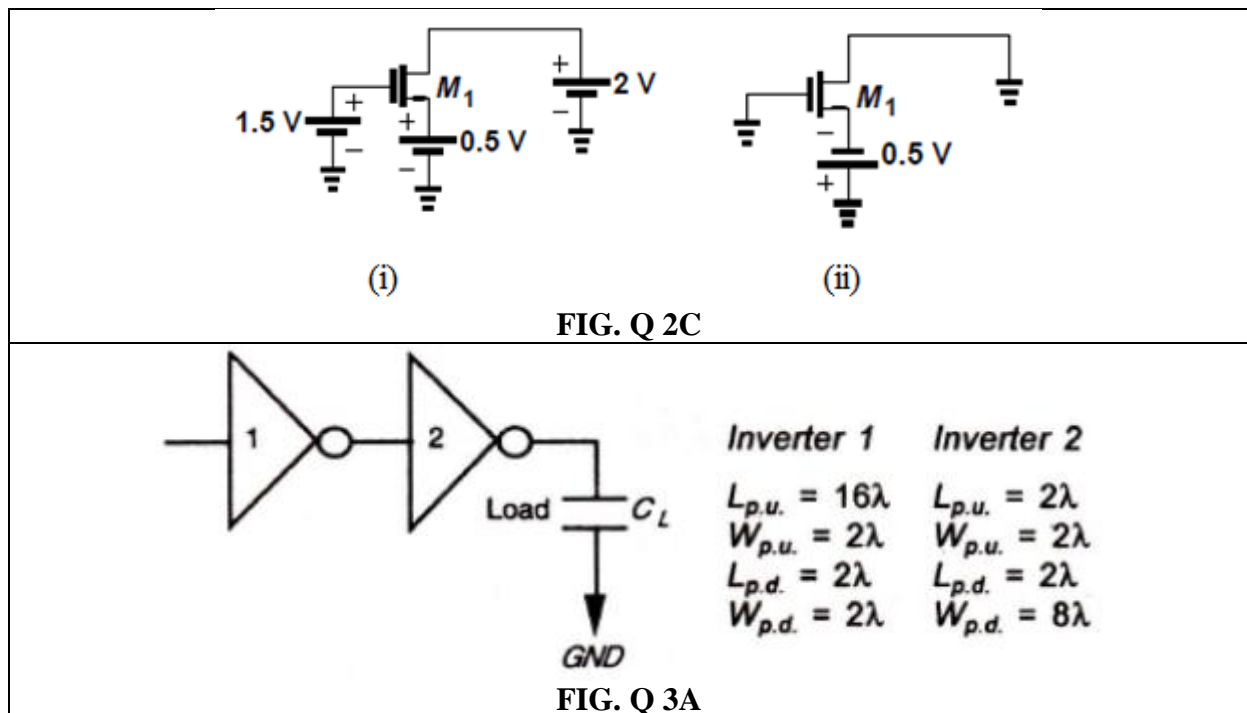 +
M1
+
2 V
M1
+
1.5 V
+
0.5 V
−
−
0.5 V
−
−
+
(i)
(ii)
FIG. Q 2C
1
2
Inverter 1 Inverter 2
Load CL
Lp.u. = 16λ Lp.u. = 2λ
Wp.u. = 2λ Wp.u. = 2λ
Lp.d. = 2λ Lp.d. = 2λ
Wp.d. = 2λ Wp.d. = 8λ
GND
FIG. Q 3A